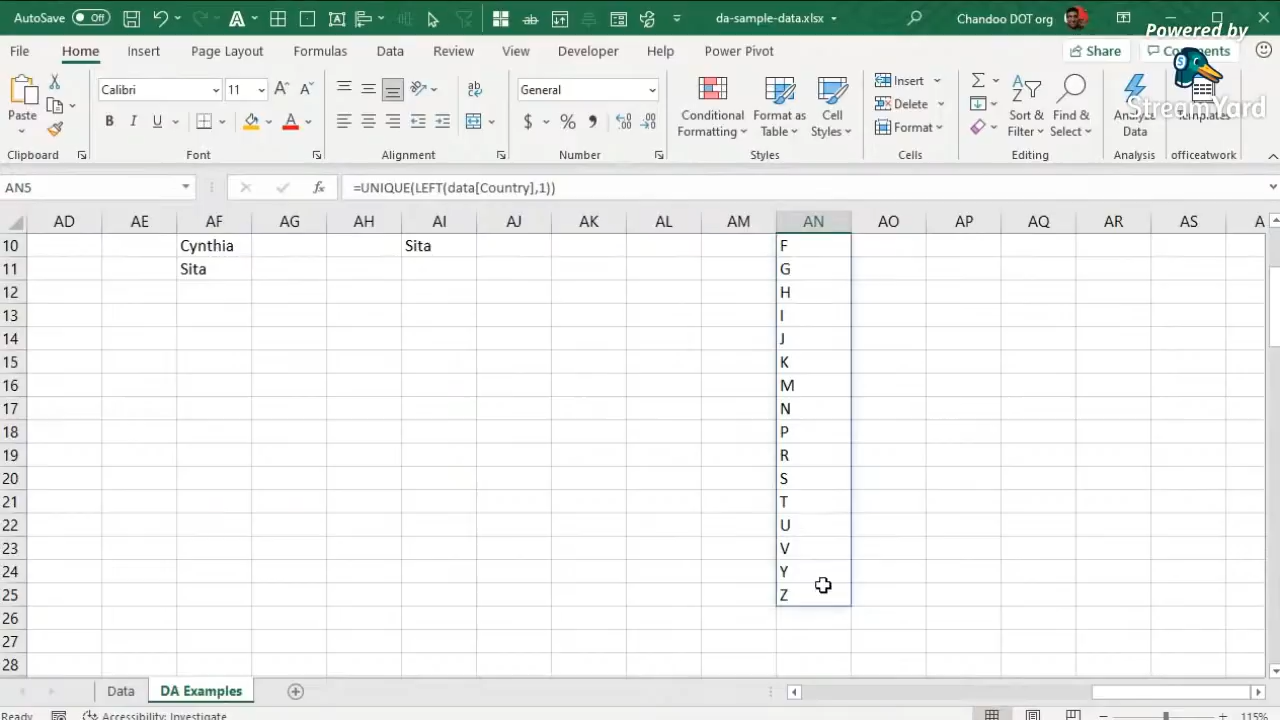 AutoSave Off
da-sample-data.xlsx
Chandoo DOT org
Powered by
StreamYard
File Home Insert Draw Page Layout Formulas Data Review View Developer Help Power Pivot
Share
Comments
Paste
Calibri 11
General
B I U
$ % ,
Conditional Formatting
Format as Table
Cell Styles
Insert
Delete
Format
Sort & Filter
Find & Select
Analyze Data
Templates
Clipboard Font Alignment Number Styles Cells Editing Analysis officeatwork
AN5 fx =UNIQUE(LEFT(data[Country],1))
AD AE AF AG AH AI AJ AK AL AM AN AO AP AQ AR AS A
10 Cynthia Sita F
11 Sita G
12 H
13 I
14 J
15 K
16 M
17 N
18 P
19 R
20 S
21 T
22 U
23 V
24 Y
25 Z
26
27
28
Data DA Examples
Ready Accessibility: Investigate 115%